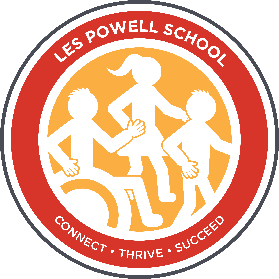 LES POWELL SCHOOL
CONNECT • THRIVE • SUCCEED